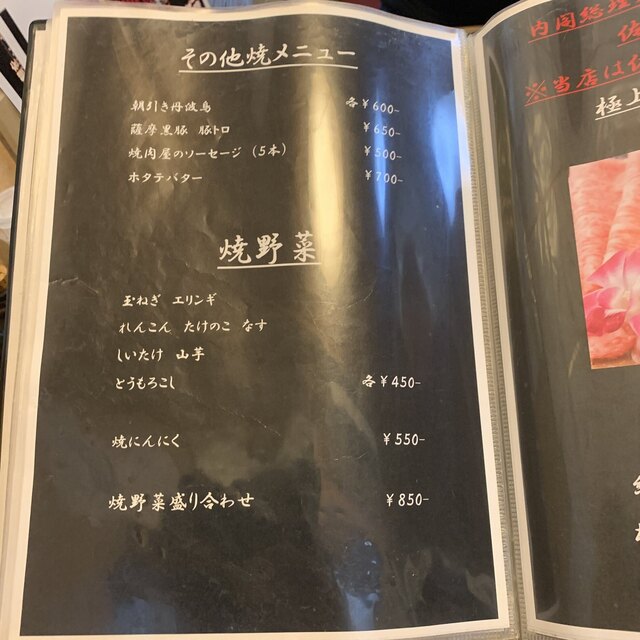 その他焼メニュー
朝引き丹波鳥 各¥600-
薩摩黒豚 豚トロ ¥650-
焼肉屋のソーセージ（5本） ¥500-
ホタテバター ¥700-
焼野菜
玉ねぎ エリンギ
れんこん たけのこ なす
しいたけ 山芋
とうもろこし 各¥450-
焼にんにく ¥550-
焼野菜盛り合わせ ¥850-
内閣総理
※当店は
極上